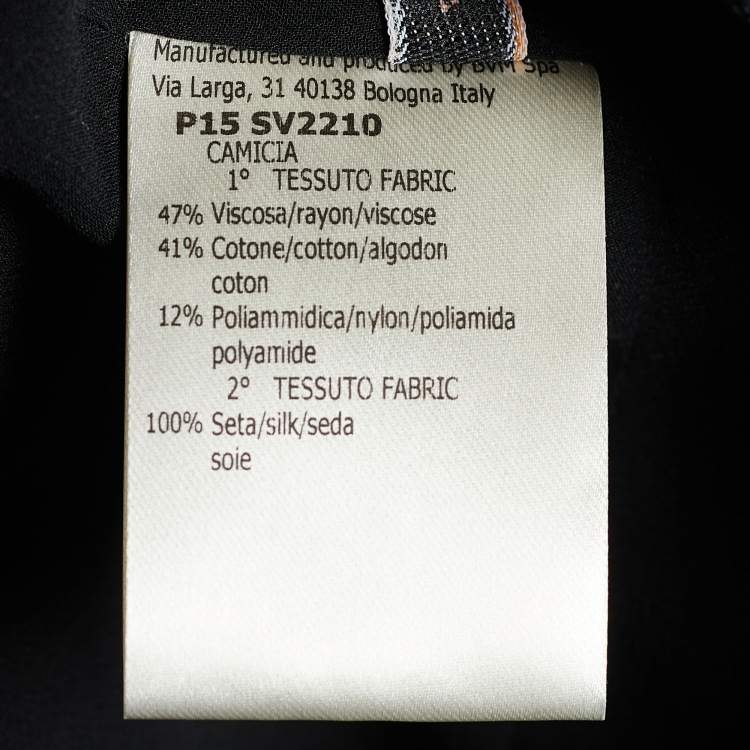 Manufactured and produced by BVM Spa
Via Larga, 31 40138 Bologna Italy
P15 SV2210
CAMICIA
1° TESSUTO FABRIC
47% Viscosa/rayon/viscose
41% Cotone/cotton/algodon
coton
12% Poliammidica/nylon/poliamida
polyamide
2° TESSUTO FABRIC
100% Seta/silk/seda
soie